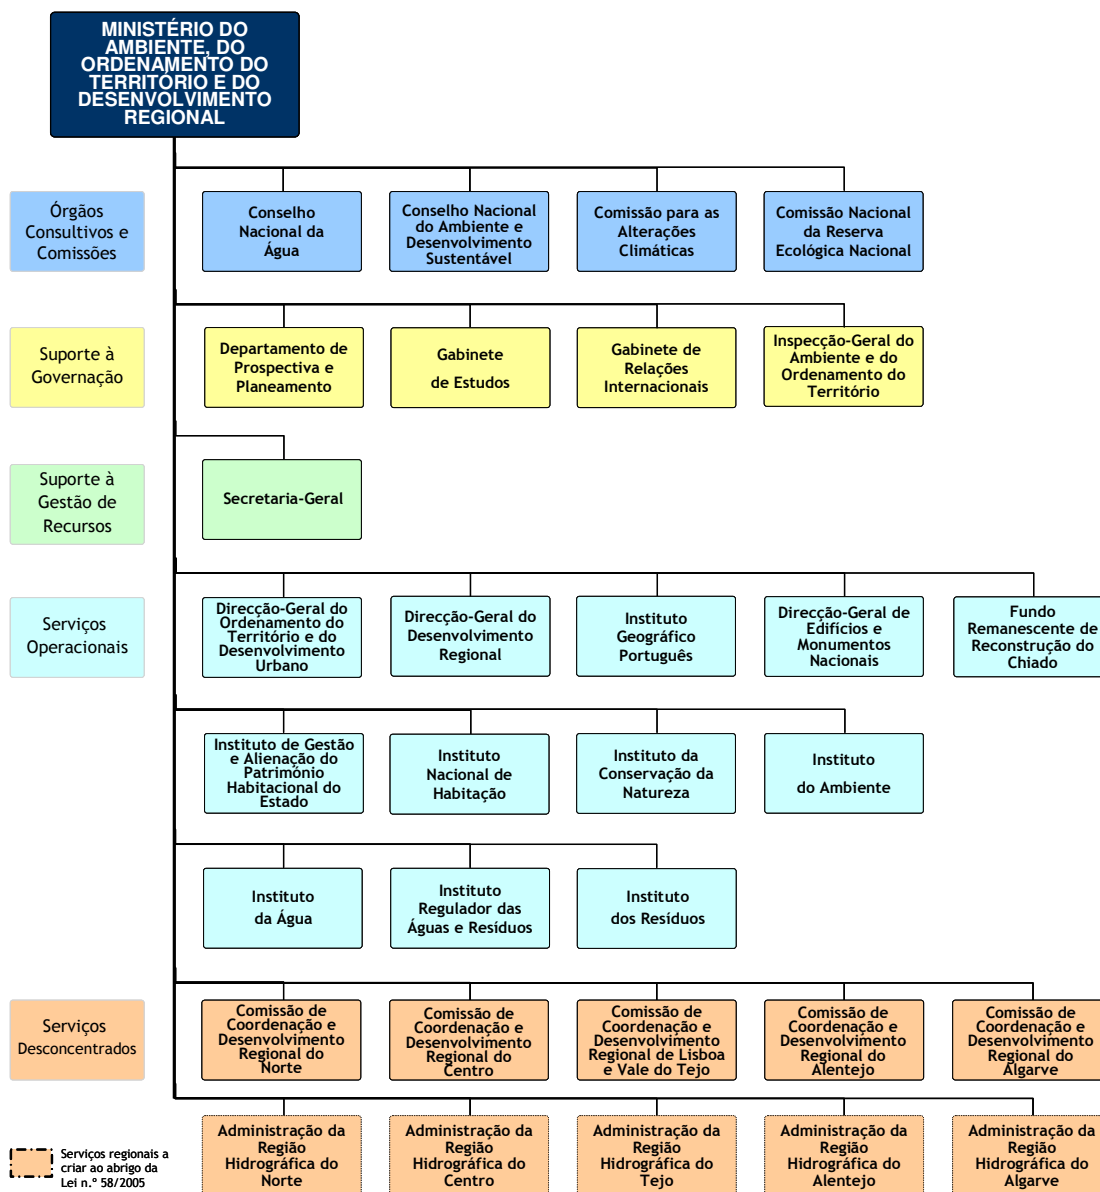 MINISTÉRIO DO
AMBIENTE, DO
ORDENAMENTO DO
TERRITÓRIO E DO
DESENVOLVIMENTO
REGIONAL
Órgãos
Consultivos e
Comissões
Conselho
Nacional da
Água
Conselho Nacional
do Ambiente e
Desenvolvimento
Sustentável
Comissão para as
Alterações
Climáticas
Comissão Nacional
da Reserva
Ecológica Nacional
Suporte à
Governação
Departamento de
Prospectiva e
Planeamento
Gabinete
de Estudos
Gabinete de
Relações
Internacionais
Inspecção-Geral do
Ambiente e do
Ordenamento do
Território
Suporte à
Gestão de
Recursos
Secretaria-Geral
Serviços
Operacionais
Direcção-Geral do
Ordenamento do
Território e do
Desenvolvimento
Urbano
Direcção-Geral do
Desenvolvimento
Regional
Instituto
Geográfico
Português
Direcção-Geral de
Edifícios e
Monumentos
Nacionais
Fundo
Remanescente de
Reconstrução do
Chiado
Instituto de Gestão
e Alienação do
Património
Habitacional do
Estado
Instituto
Nacional de
Habitação
Instituto da
Conservação da
Natureza
Instituto
do Ambiente
Instituto
da Água
Instituto
Regulador das
Águas e Resíduos
Instituto
dos Resíduos
Serviços
Desconcentrados
Comissão de
Coordenação e
Desenvolvimento
Regional do
Norte
Comissão de
Coordenação e
Desenvolvimento
Regional do
Centro
Comissão de
Coordenação e
Desenvolvimento
Regional de Lisboa
e Vale do Tejo
Comissão de
Coordenação e
Desenvolvimento
Regional do
Alentejo
Comissão de
Coordenação e
Desenvolvimento
Regional do
Algarve
Administração da
Região
Hidrográfica do
Norte
Administração da
Região
Hidrográfica do
Centro
Administração da
Região
Hidrográfica do
Tejo
Administração da
Região
Hidrográfica do
Alentejo
Administração da
Região
Hidrográfica do
Algarve
Serviços regionais a
criar ao abrigo da
Lei n.º 58/2005